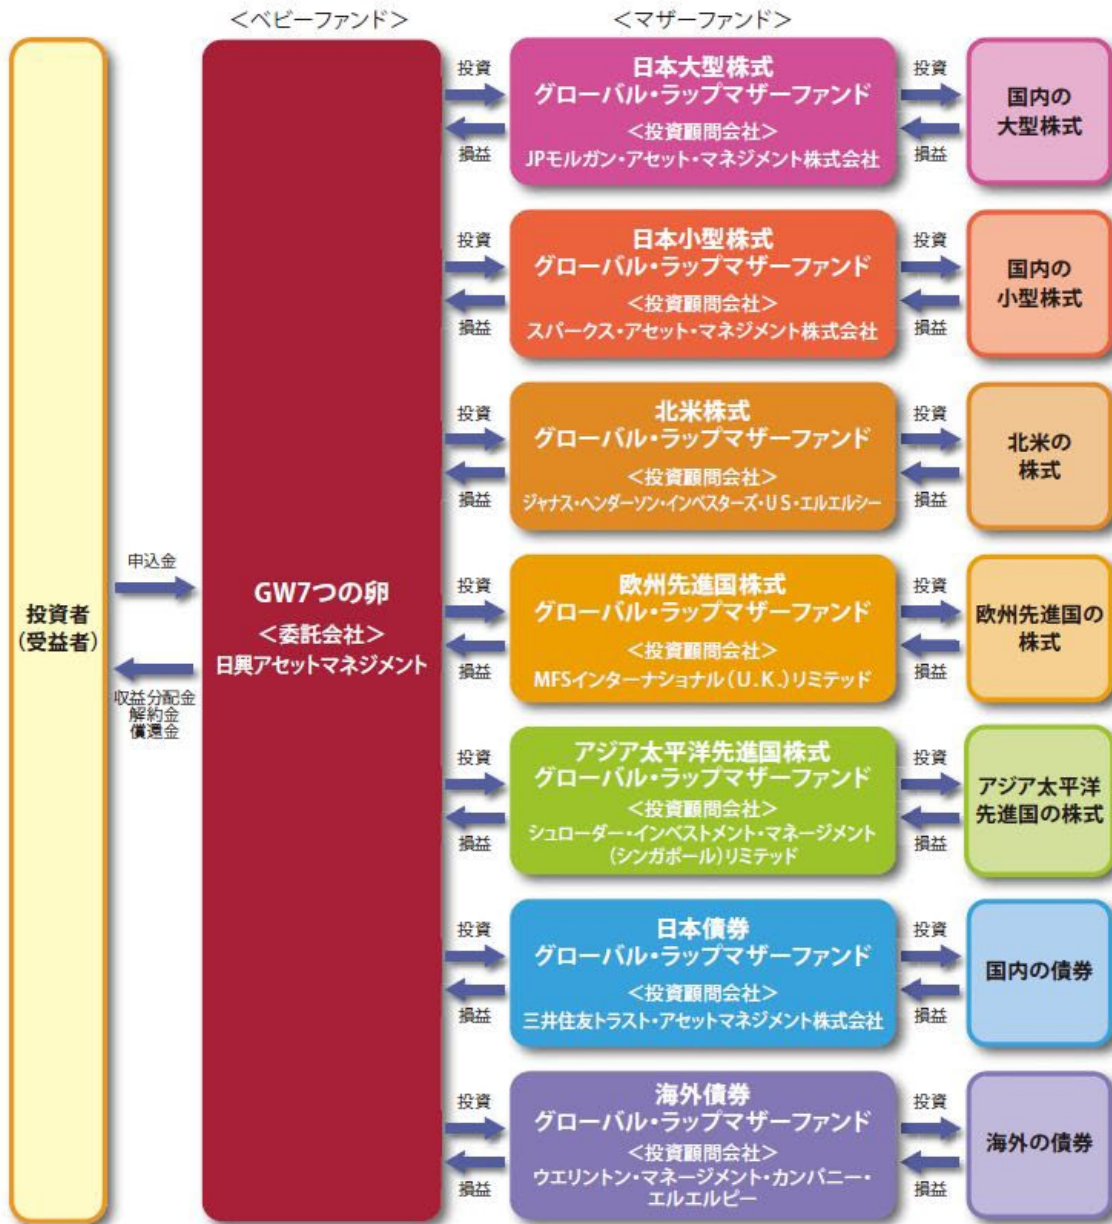 ＜ベビーファンド＞
＜マザーファンド＞
投資者
(受益者)
申込金
収益分配金
解約金
償還金
GW7つの卵
＜委託会社＞
日興アセットマネジメント
投資
損益
日本大型株式
グローバル・ラップマザーファンド
＜投資顧問会社＞
JPモルガン・アセット・マネジメント株式会社
投資
損益
国内の
大型株式
投資
損益
日本小型株式
グローバル・ラップマザーファンド
＜投資顧問会社＞
スパークス・アセット・マネジメント株式会社
投資
損益
国内の
小型株式
投資
損益
北米株式
グローバル・ラップマザーファンド
＜投資顧問会社＞
ジャナス・ヘンダーソン・インベスターズ・US・エルエルシー
投資
損益
北米の
株式
投資
損益
欧州先進国株式
グローバル・ラップマザーファンド
＜投資顧問会社＞
MFSインターナショナル(U.K.)リミテッド
投資
損益
欧州先進国の
株式
投資
損益
アジア太平洋先進国株式
グローバル・ラップマザーファンド
＜投資顧問会社＞
シュローダー・インベストメント・マネージメント
(シンガポール)リミテッド
投資
損益
アジア太平洋
先進国の株式
投資
損益
日本債券
グローバル・ラップマザーファンド
＜投資顧問会社＞
三井住友トラスト・アセットマネジメント株式会社
投資
損益
国内の債券
投資
損益
海外債券
グローバル・ラップマザーファンド
＜投資顧問会社＞
ウエリントン・マネージメント・カンパニー・
エルエルピー
投資
損益
海外の債券